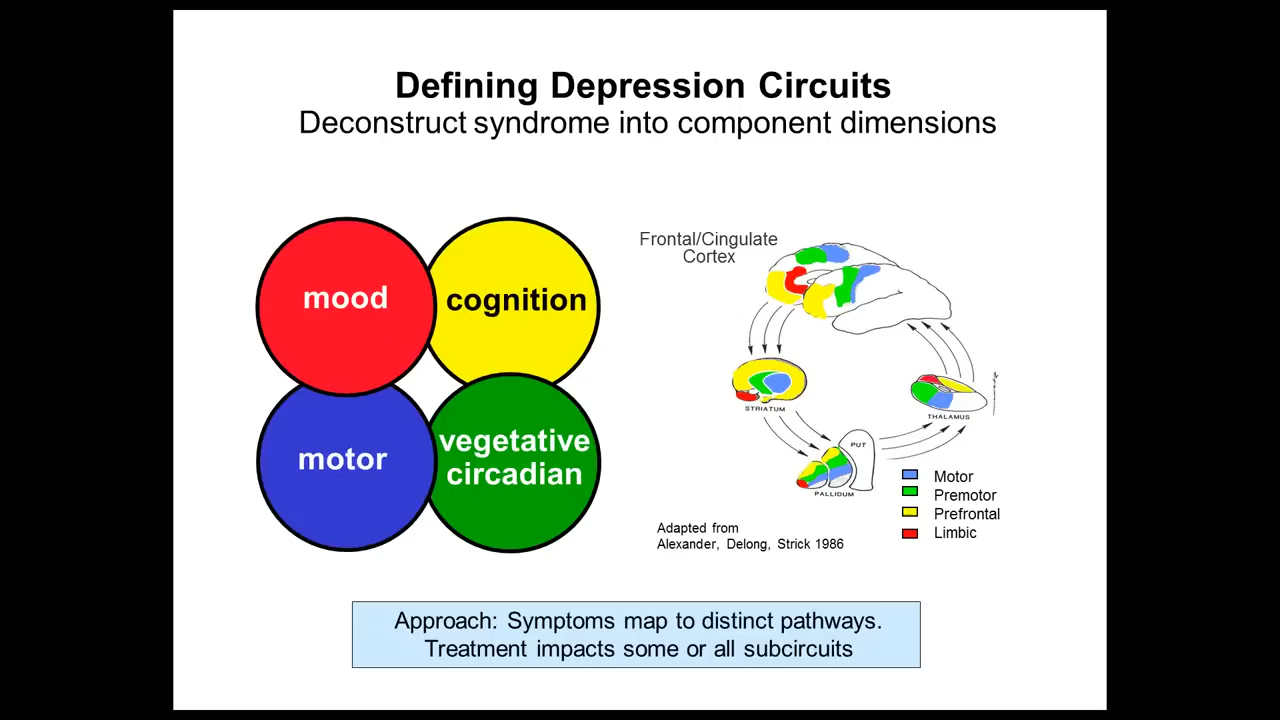 Defining Depression Circuits
Deconstruct syndrome into component dimensions
mood
cognition
motor
vegetative
circadian
Frontal/Cingulate
Cortex
STRIATUM
THALAMUS
PUT
PALLIDUM
Motor
Premotor
Prefrontal
Limbic
Adapted from
Alexander, Delong, Strick 1986
Approach: Symptoms map to distinct pathways.
Treatment impacts some or all subcircuits